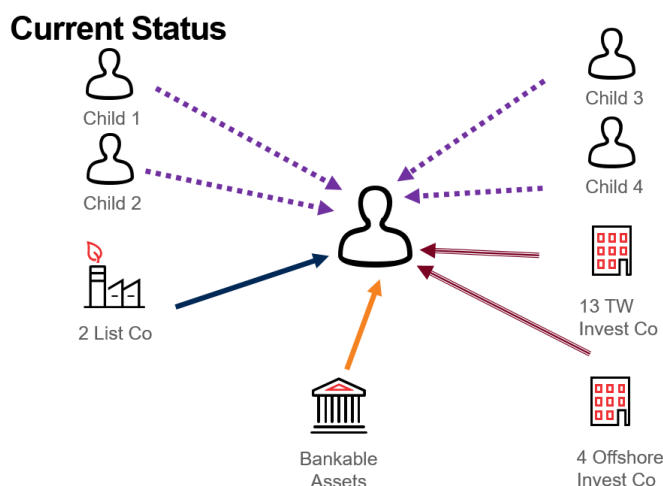 Current Status
Child 1
Child 2
2 List Co
Bankable
Assets
Child 3
Child 4
13 TW
Invest Co
4 Offshore
Invest Co